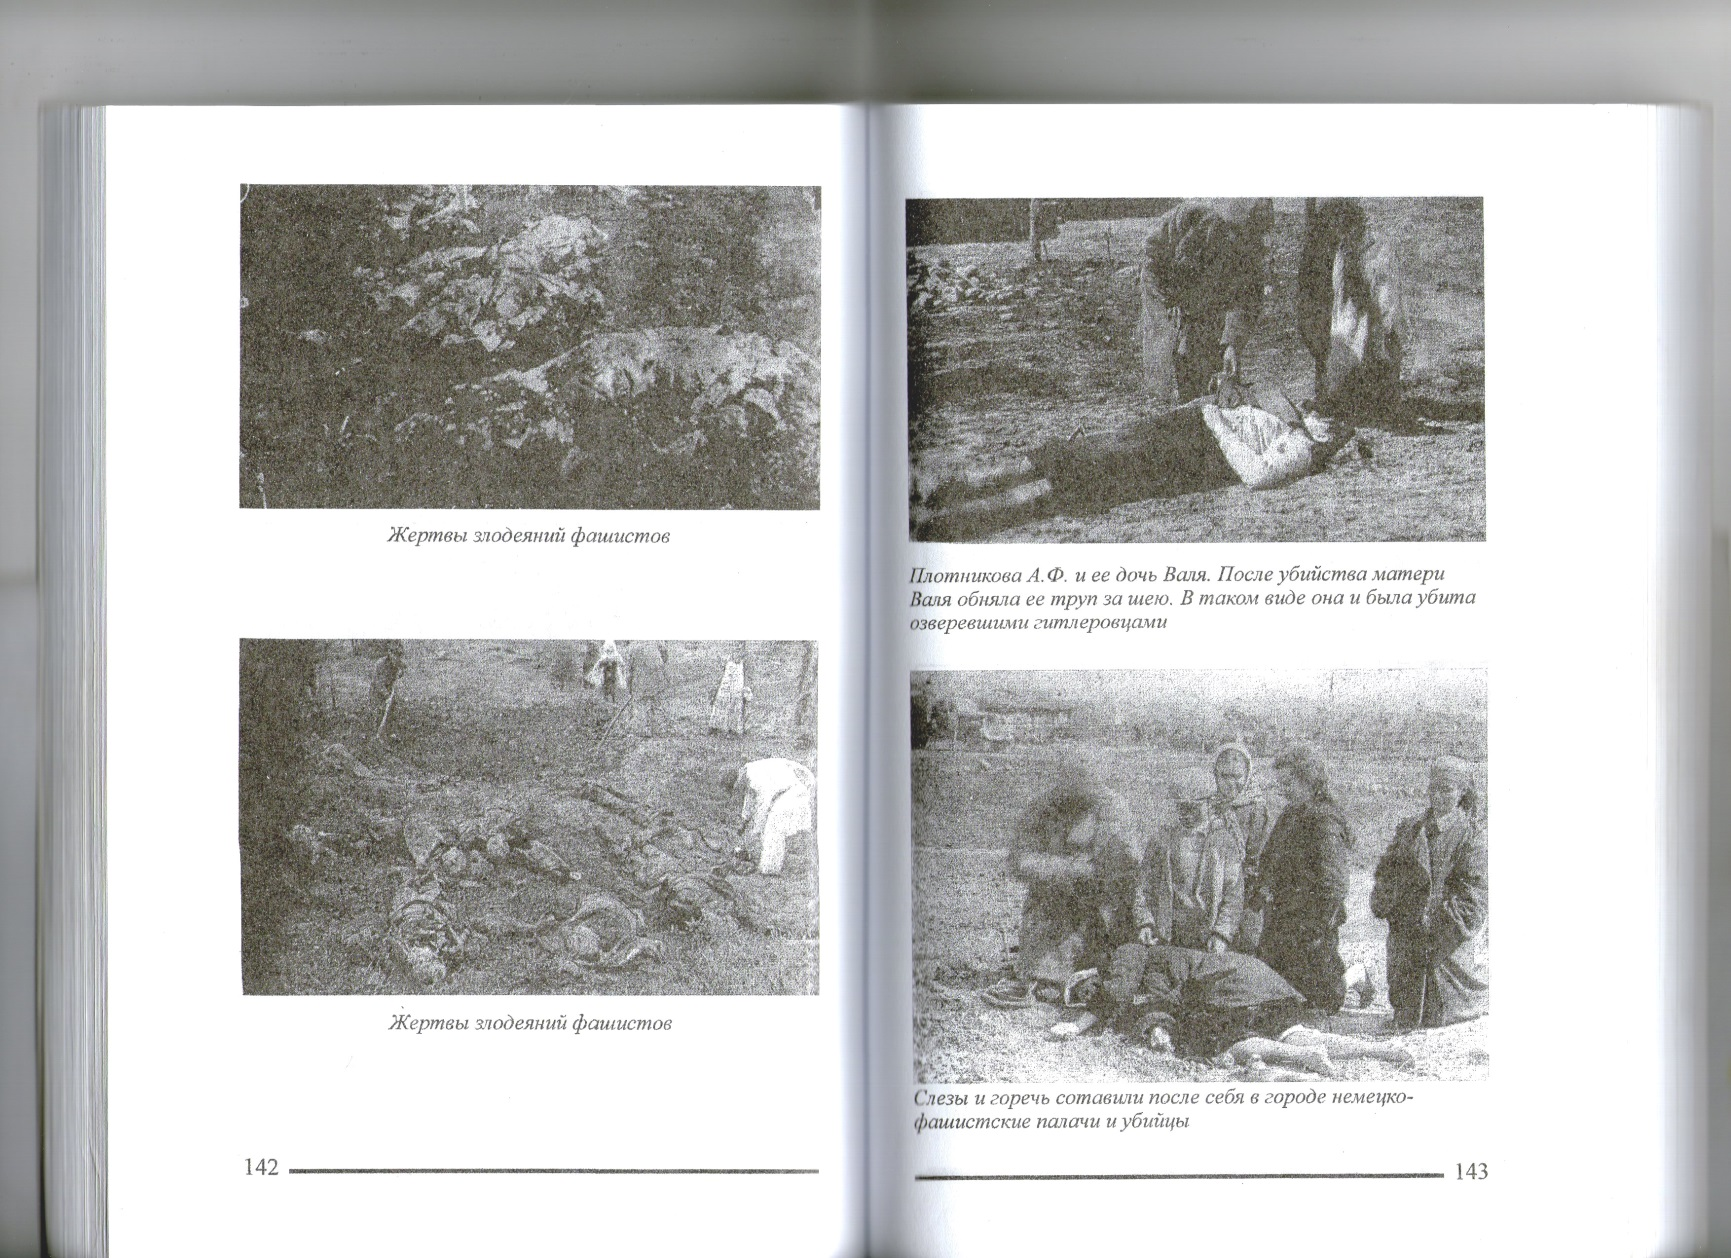 Жертвы злодеяний фашистов
Жертвы злодеяний фашистов
142
Плотникова А.Ф. и ее дочь Валя. После убийства матери
Валя обняла ее труп за шею. В таком виде она и была убита
озверевшими гитлеровцами
Слезы и горечь сотавили после себя в городе немецко-
фашистские палачи и убийцы
143